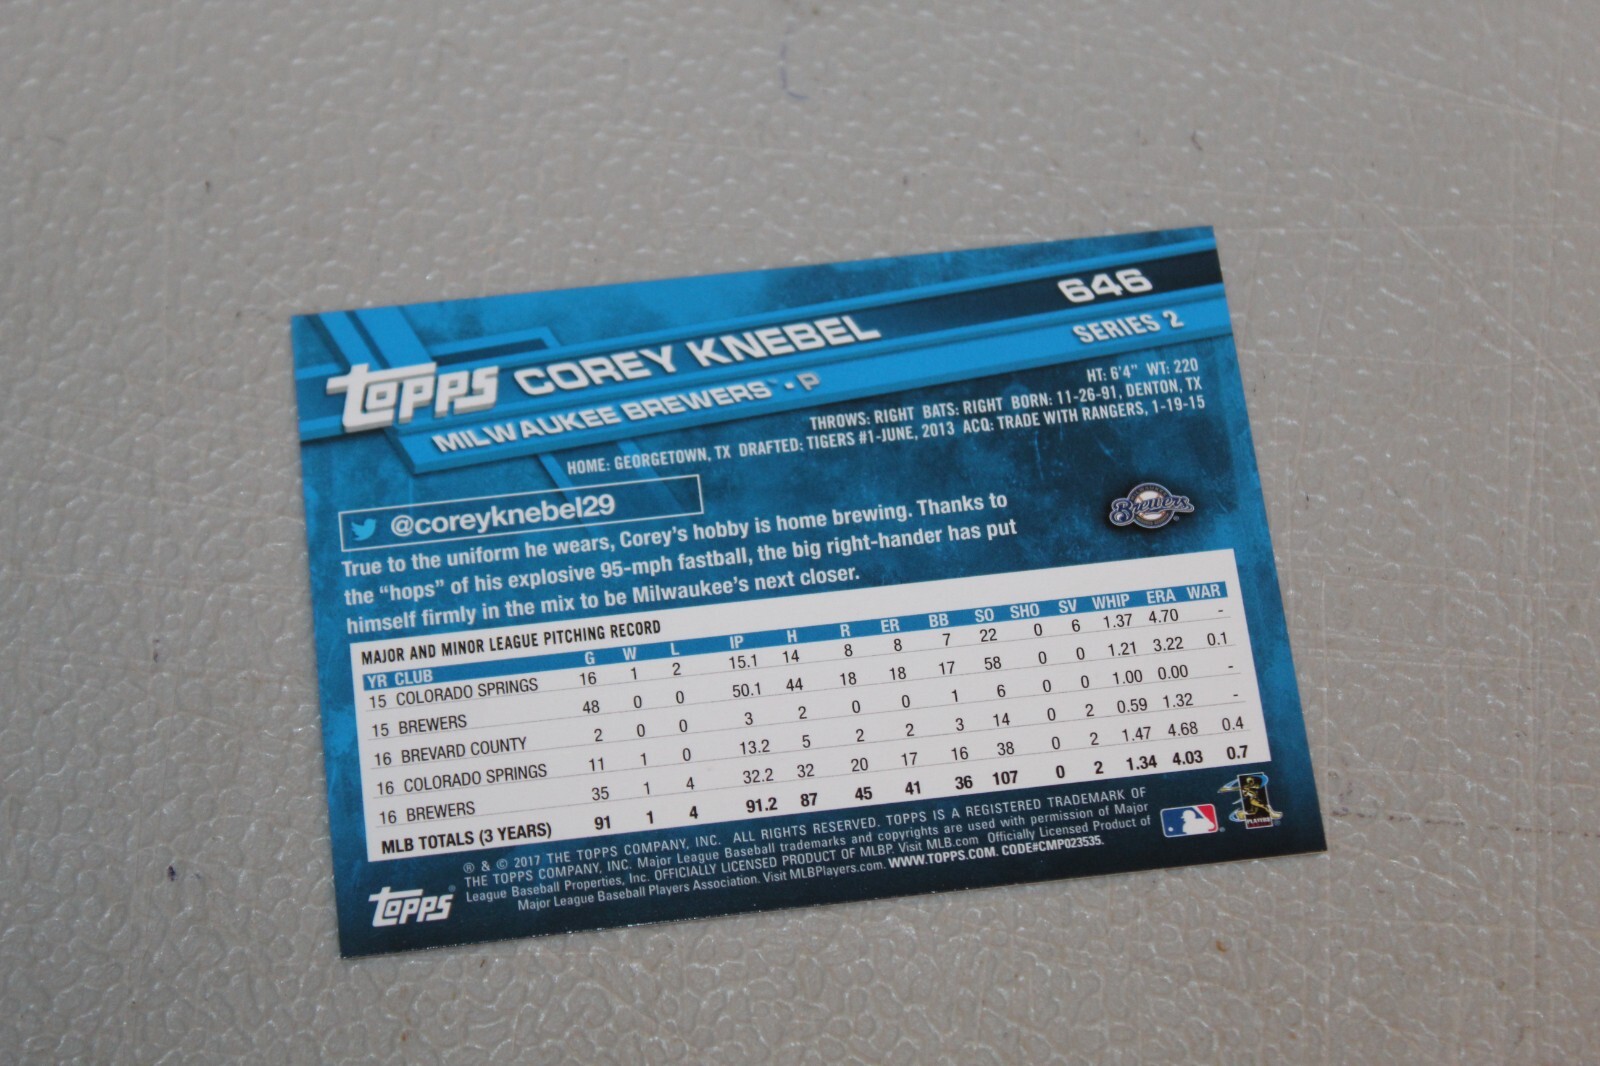 646
topps COREY KNEBEL
SERIES 2
MILWAUKEE BREWERS™ • P
HT: 6'4" WT: 220
THROWS: RIGHT BATS: RIGHT BORN: 11-26-91, DENTON, TX
HOME: GEORGETOWN, TX DRAFTED: TIGERS #1-JUNE, 2013 ACQ: TRADE WITH RANGERS, 1-19-15
@coreyknebel29
Brewers
True to the uniform he wears, Corey's hobby is home brewing. Thanks to
the "hops" of his explosive 95-mph fastball, the big right-hander has put
himself firmly in the mix to be Milwaukee's next closer.
MAJOR AND MINOR LEAGUE PITCHING RECORD
YR CLUB G W L IP H R ER BB SO SHO SV WHIP ERA WAR
15 COLORADO SPRINGS 16 1 2 15.1 14 8 8 7 22 0 6 1.37 4.70 -
15 BREWERS 48 0 0 50.1 44 18 18 17 58 0 0 1.21 3.22 0.1
16 BREVARD COUNTY 2 0 0 3 2 0 0 1 6 0 0 1.00 0.00 -
16 COLORADO SPRINGS 11 1 0 13.2 5 2 2 3 14 0 2 0.59 1.32 -
16 BREWERS 35 1 4 32.2 32 20 17 16 38 0 2 1.47 4.68 0.4
MLB TOTALS (3 YEARS) 91 1 4 91.2 87 45 41 36 107 0 2 1.34 4.03 0.7
® & © 2017 THE TOPPS COMPANY, INC. ALL RIGHTS RESERVED. TOPPS IS A REGISTERED TRADEMARK OF
THE TOPPS COMPANY, INC. Major League Baseball trademarks and copyrights are used with permission of Major
League Baseball Properties, Inc. OFFICIALLY LICENSED PRODUCT OF MLBP. Visit MLB.com Officially Licensed Product of
Major League Baseball Players Association. Visit MLBPlayers.com. WWW.TOPPS.COM. CODE#CMP023535.
topps®
PLAYERS